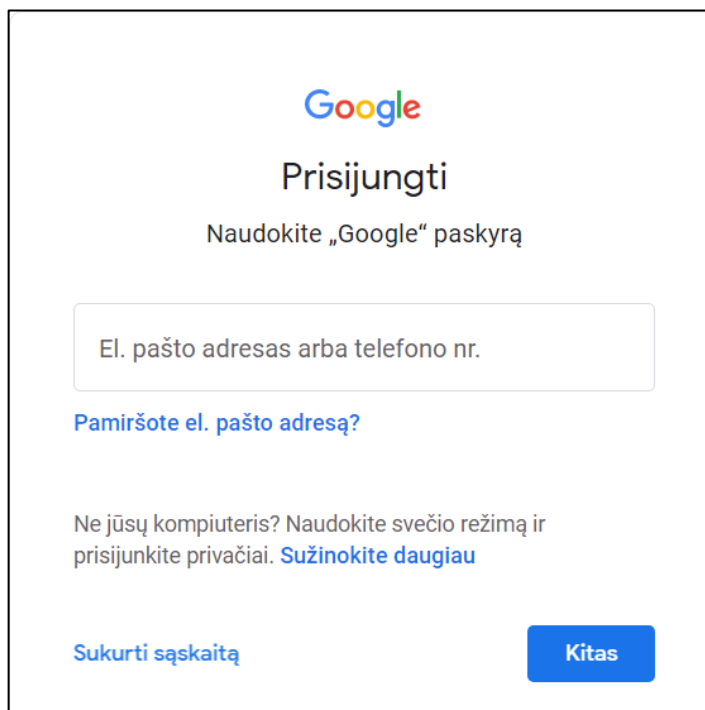 Google
Prisijungti
Naudokite „Google“ paskyrą
El. pašto adresas arba telefono nr.
Pamiršote el. pašto adresą?
Ne jūsų kompiuteris? Naudokite svečio režimą ir
prisijunkite privačiai. Sužinokite daugiau
Sukurti sąskaitą
Kitas